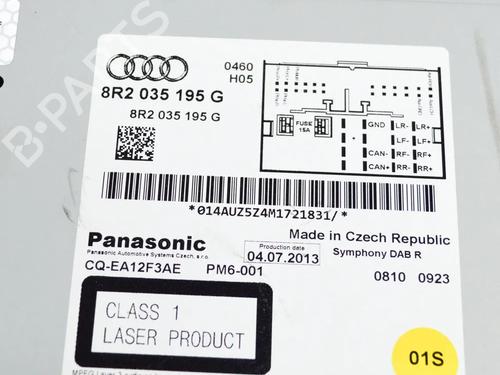 0460
H05
8R2 035 195 G
8R2 035 195 G
FUSE
15A
GND LR- LR+
LF- LF+
CAN- RF- RF+
CAN+ RR- RR+
*014AUZ5Z4M1721831/*
Made in Czech Republic
Panasonic
Panasonic Automotive Systems Czech, s.r.o.
Production date
04.07.2013
Symphony DAB R
CQ-EA12F3AE PM6-001
0810 0923
CLASS 1
LASER PRODUCT
01S
B-PARTS